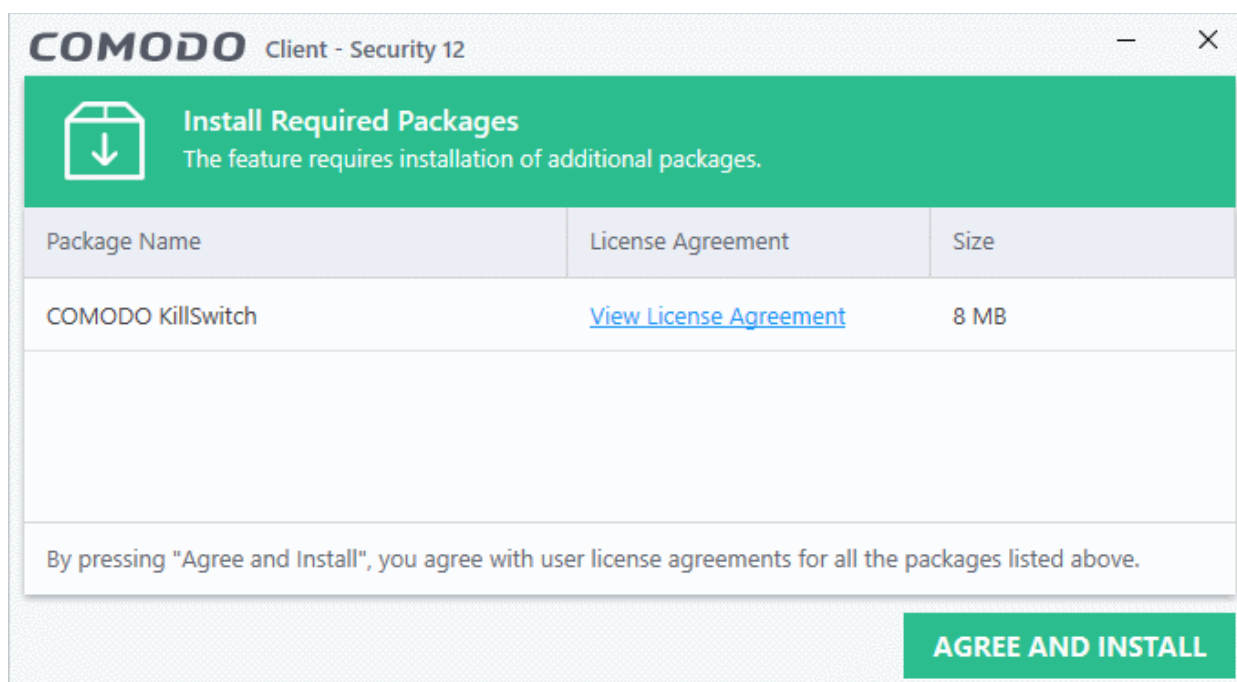 COMODO Client - Security 12
Install Required Packages
The feature requires installation of additional packages.
Package Name License Agreement Size
COMODO KillSwitch View License Agreement 8 MB
By pressing "Agree and Install", you agree with user license agreements for all the packages listed above.
AGREE AND INSTALL